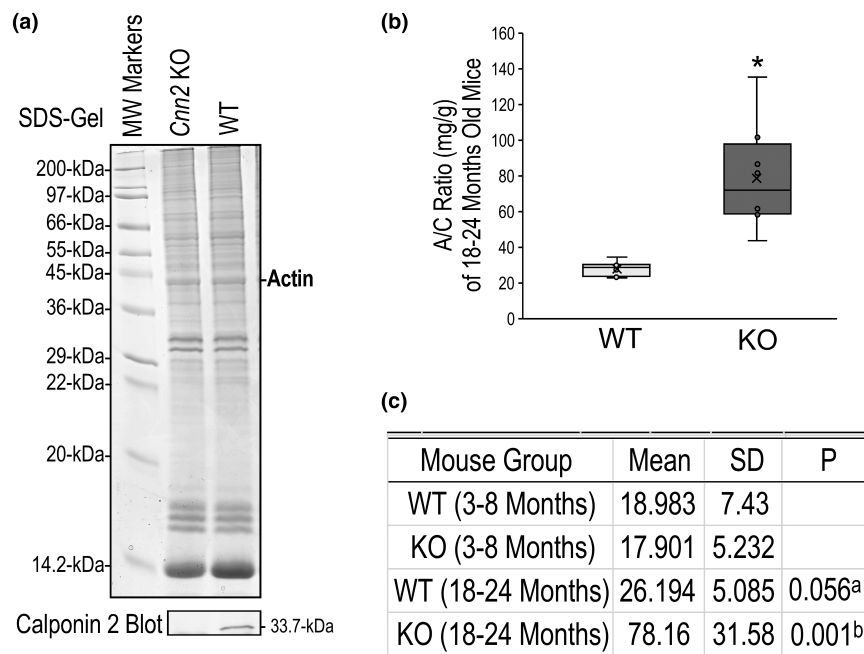 (a)
SDS-Gel
MW Markers
Cnn2 KO
WT
200-kDa
97-kDa
66-kDa
55-kDa
45-kDa
-Actin
36-kDa
29-kDa
22-kDa
20-kDa
14.2-kDa
Calponin 2 Blot
- 33.7-kDa
(b)
A/C Ratio (mg/g)
of 18-24 Months Old Mice
160
140
120
100
80
60
40
20
0
*
WT
KO
(c)
Mouse Group Mean SD P
WT (3-8 Months) 18.983 7.43
KO (3-8 Months) 17.901 5.232
WT (18-24 Months) 26.194 5.085 0.056ª
KO (18-24 Months) 78.16 31.58 0.001ᵇ